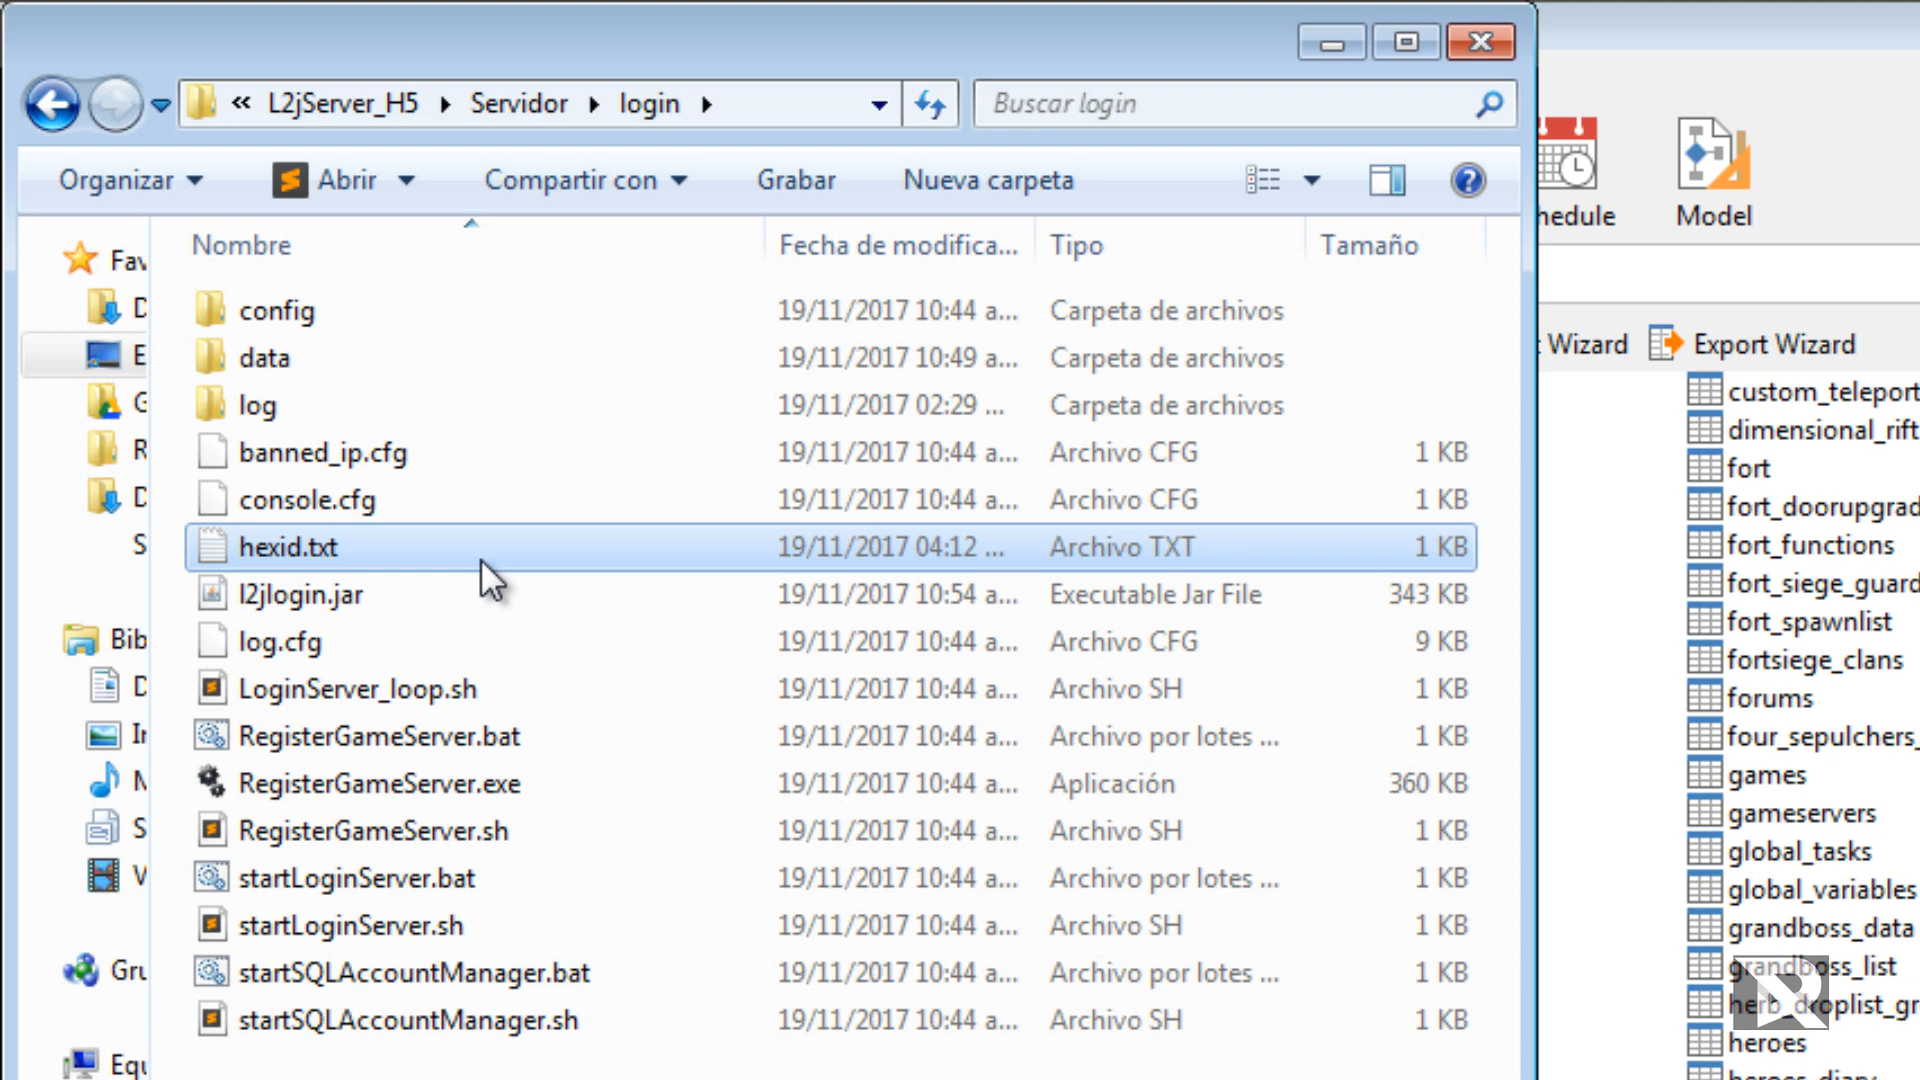 « L2jServer_H5 ▸ Servidor ▸ login ▸
Buscar login
Organizar Abrir Compartir con Grabar Nueva carpeta
Nombre Fecha de modifica... Tipo Tamaño
config 19/11/2017 10:44 a... Carpeta de archivos
data 19/11/2017 10:49 a... Carpeta de archivos
log 19/11/2017 02:29 ... Carpeta de archivos
banned_ip.cfg 19/11/2017 10:44 a... Archivo CFG 1 KB
console.cfg 19/11/2017 10:44 a... Archivo CFG 1 KB
hexid.txt 19/11/2017 04:12 ... Archivo TXT 1 KB
l2jlogin.jar 19/11/2017 10:54 a... Executable Jar File 343 KB
log.cfg 19/11/2017 10:44 a... Archivo CFG 9 KB
LoginServer_loop.sh 19/11/2017 10:44 a... Archivo SH 1 KB
RegisterGameServer.bat 19/11/2017 10:44 a... Archivo por lotes ... 1 KB
RegisterGameServer.exe 19/11/2017 10:44 a... Aplicación 360 KB
RegisterGameServer.sh 19/11/2017 10:44 a... Archivo SH 1 KB
startLoginServer.bat 19/11/2017 10:44 a... Archivo por lotes ... 1 KB
startLoginServer.sh 19/11/2017 10:44 a... Archivo SH 1 KB
startSQLAccountManager.bat 19/11/2017 10:44 a... Archivo por lotes ... 1 KB
startSQLAccountManager.sh 19/11/2017 10:44 a... Archivo SH 1 KB
Fav
D
E
G
R
D
S
Bib
D
M
S
V
Gru
Equ
hedule Model
Wizard Export Wizard
custom_teleport
dimensional_rift
fort
fort_doorupgrad
fort_functions
fort_siege_guard
fort_spawnlist
fortsiege_clans
forums
four_sepulchers_
games
gameservers
global_tasks
global_variables
grandboss_data
grandboss_list
herb_droplist_gr
heroes
heroes_diary